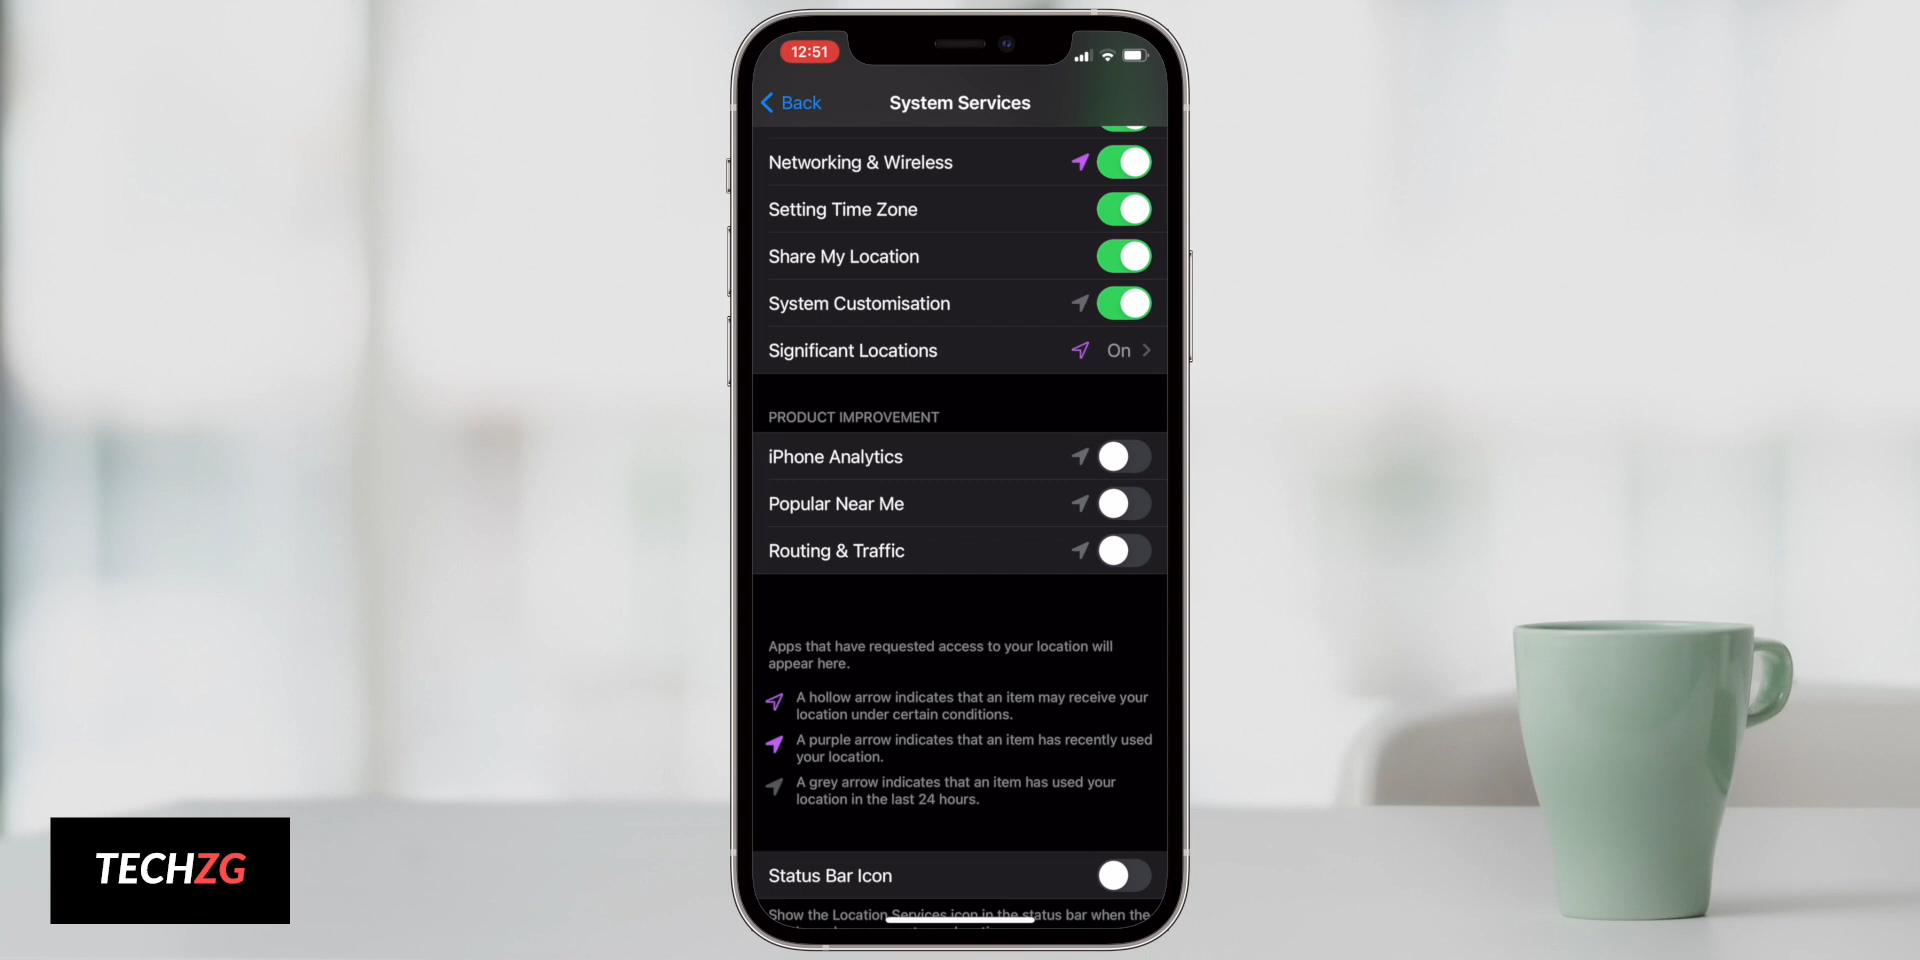 12:51
Back
System Services
Networking & Wireless
Setting Time Zone
Share My Location
System Customisation
Significant Locations On
PRODUCT IMPROVEMENT
iPhone Analytics
Popular Near Me
Routing & Traffic
Apps that have requested access to your location will
appear here.
A hollow arrow indicates that an item may receive your
location under certain conditions.
A purple arrow indicates that an item has recently used
your location.
A grey arrow indicates that an item has used your
location in the last 24 hours.
Status Bar Icon
Show the Location Services icon in the status bar when the
TECHZG